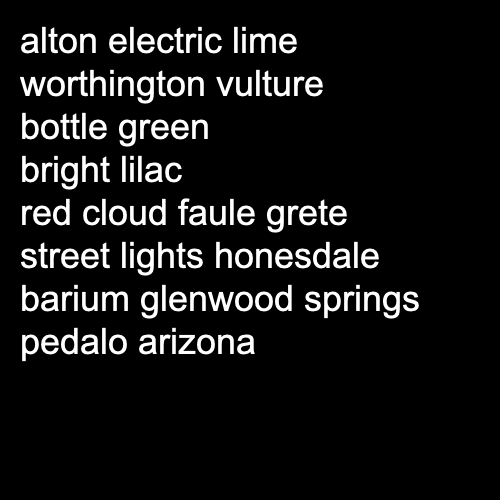 alton electric lime
worthington vulture
bottle green
bright lilac
red cloud faule grete
street lights honesdale
barium glenwood springs
pedalo arizona